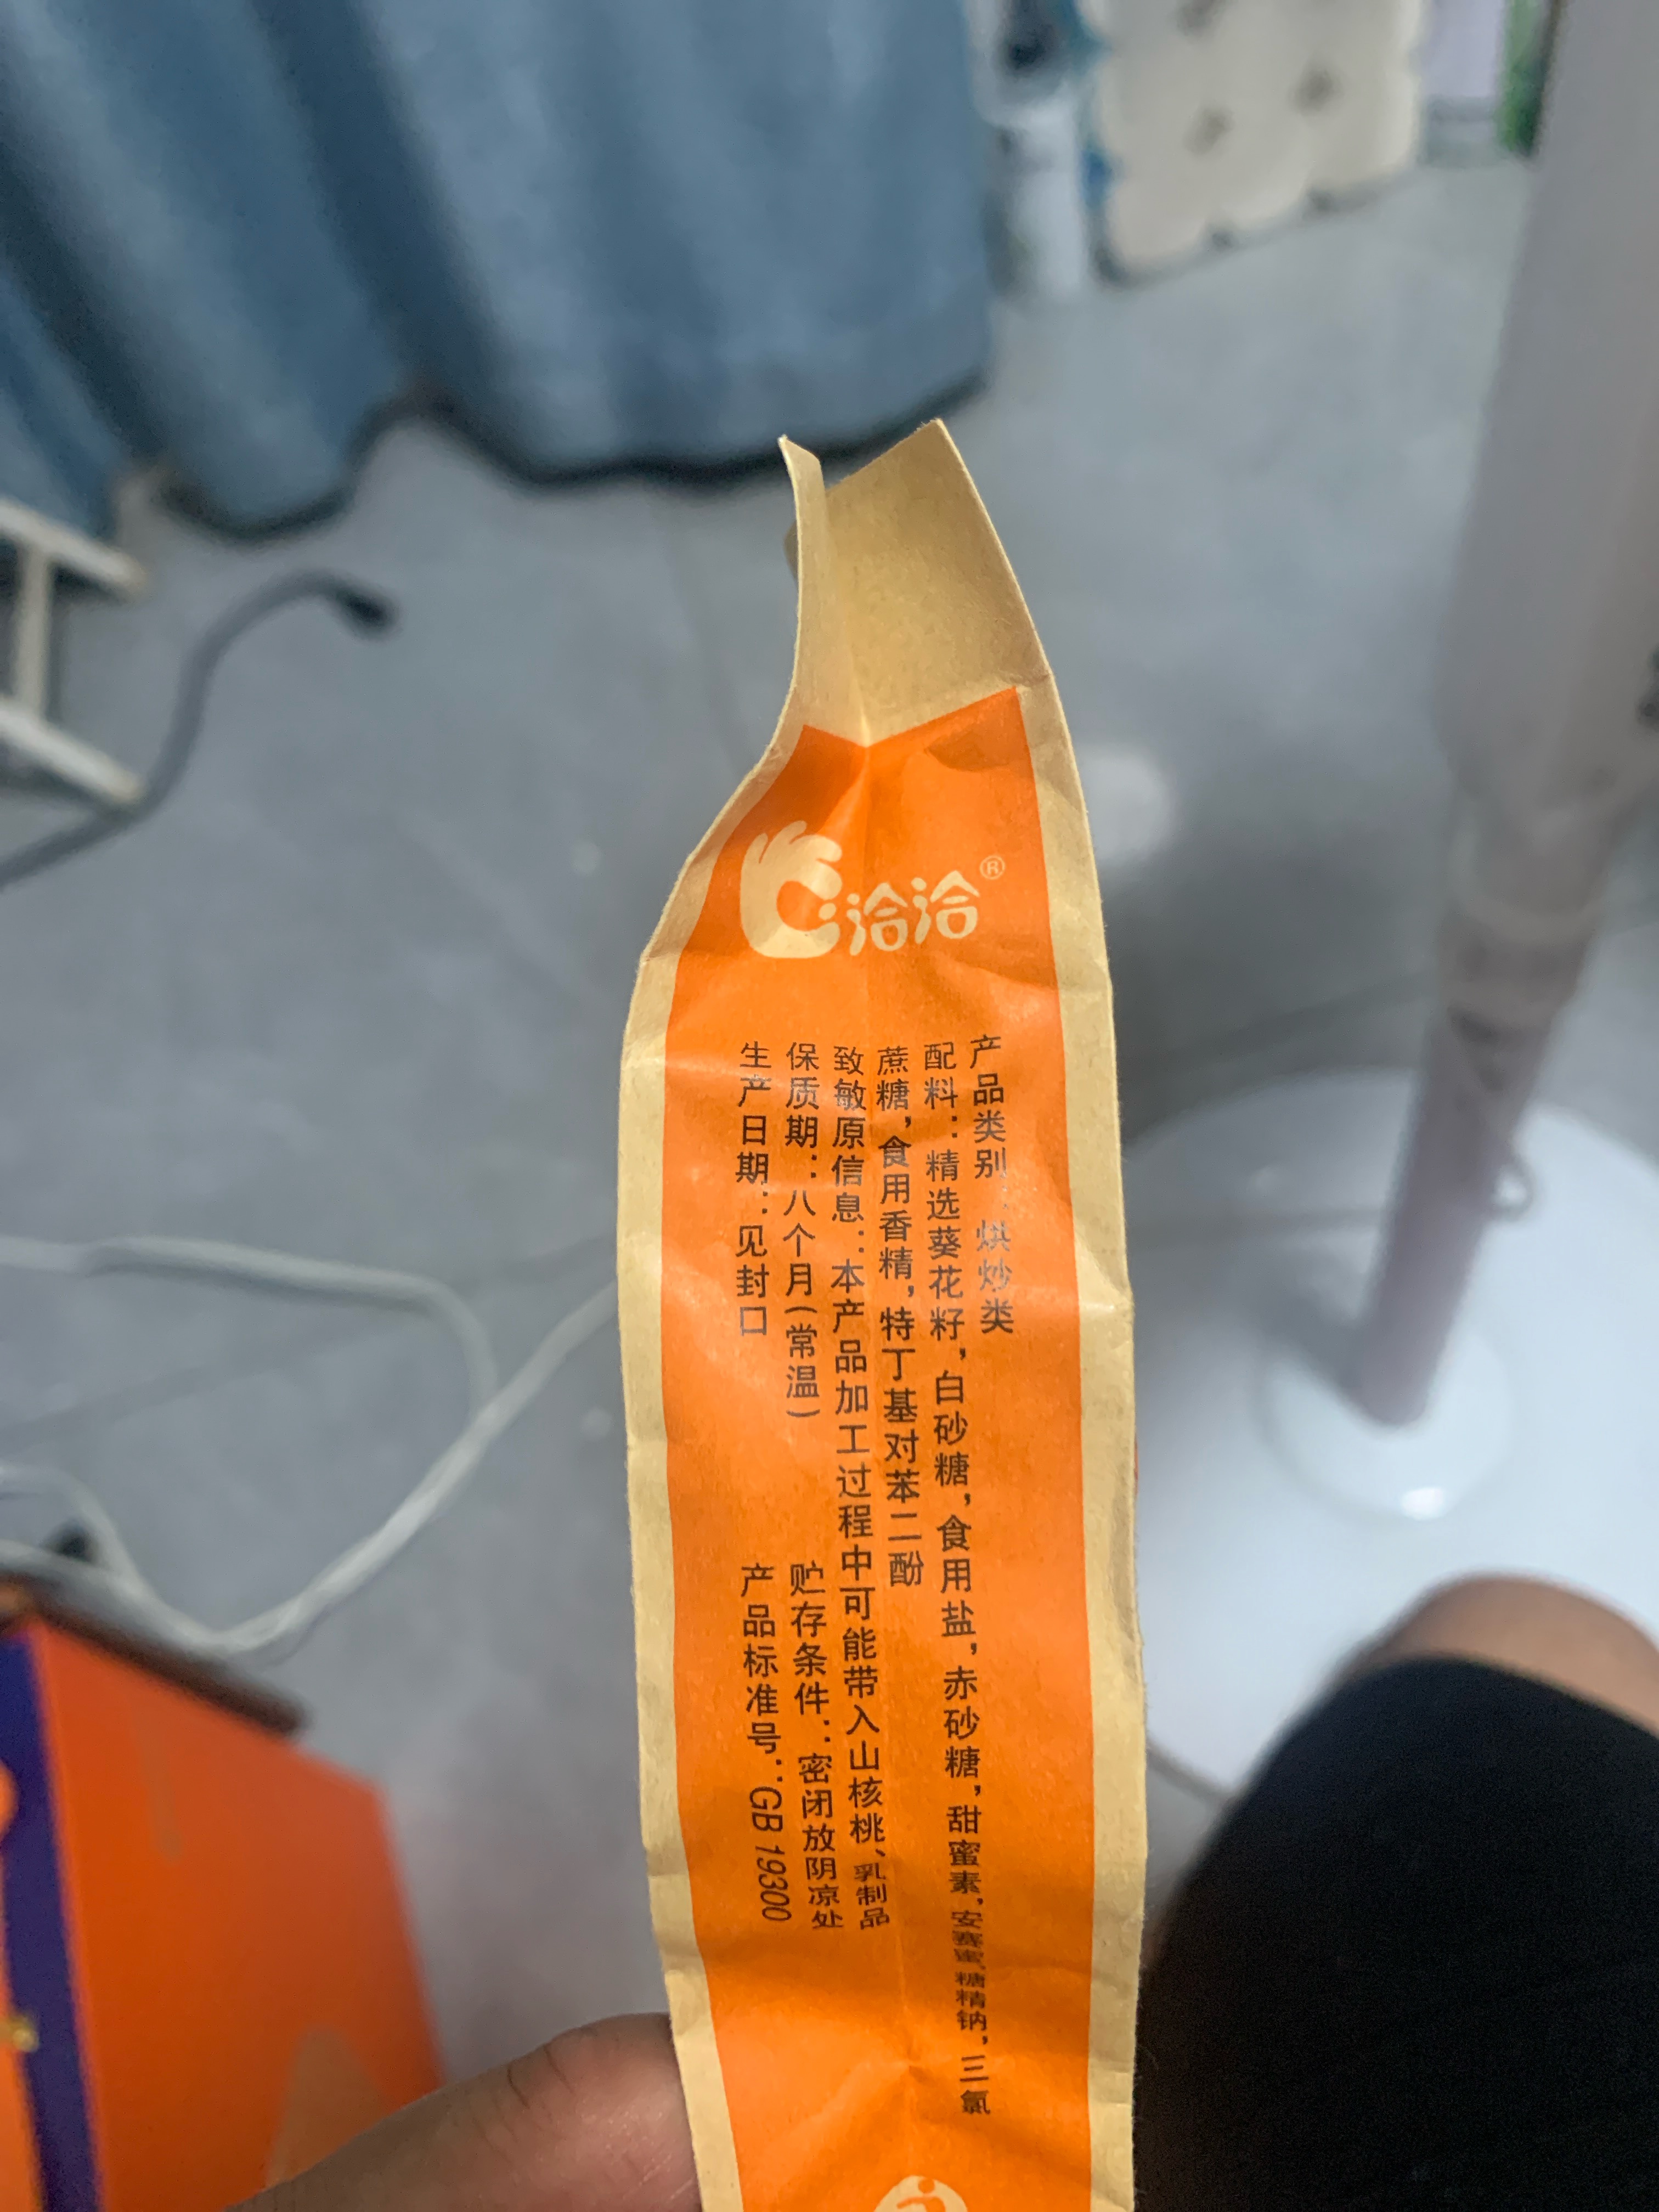 洽洽®
产品类别：烘炒类
配料：精选葵花籽，白砂糖，食用盐，赤砂糖，甜蜜素，安赛蜜，糖精钠，三氯
蔗糖，食用香精，特丁基对苯二酚
致敏原信息：本产品加工过程中可能带入山核桃、乳制品
保质期：八个月(常温)
贮存条件：密闭放阴凉处
生产日期：见封口
产品标准号：GB 19300